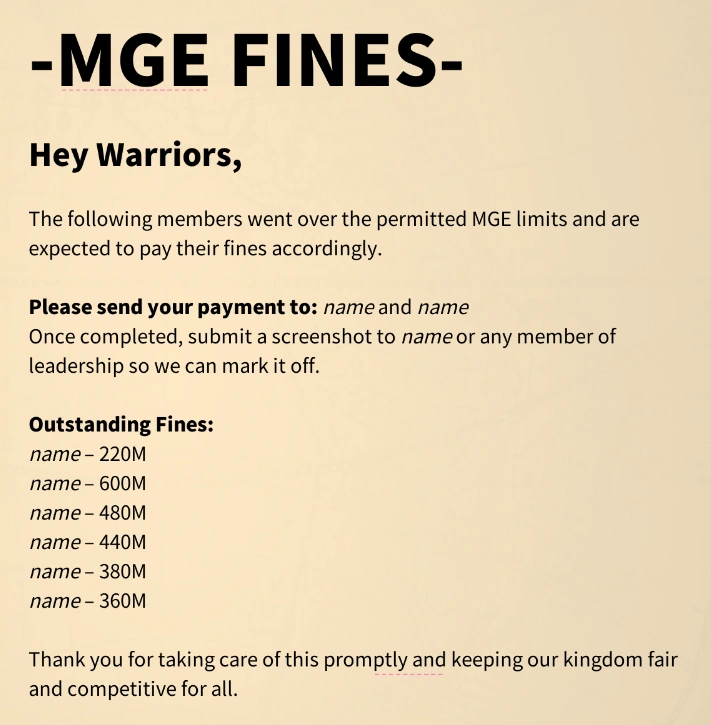 -MGE FINES-
Hey Warriors,
The following members went over the permitted MGE limits and are
expected to pay their fines accordingly.
Please send your payment to: name and name
Once completed, submit a screenshot to name or any member of
leadership so we can mark it off.
Outstanding Fines:
name – 220M
name – 600M
name – 480M
name – 440M
name – 380M
name – 360M
Thank you for taking care of this promptly and keeping our kingdom fair
and competitive for all.